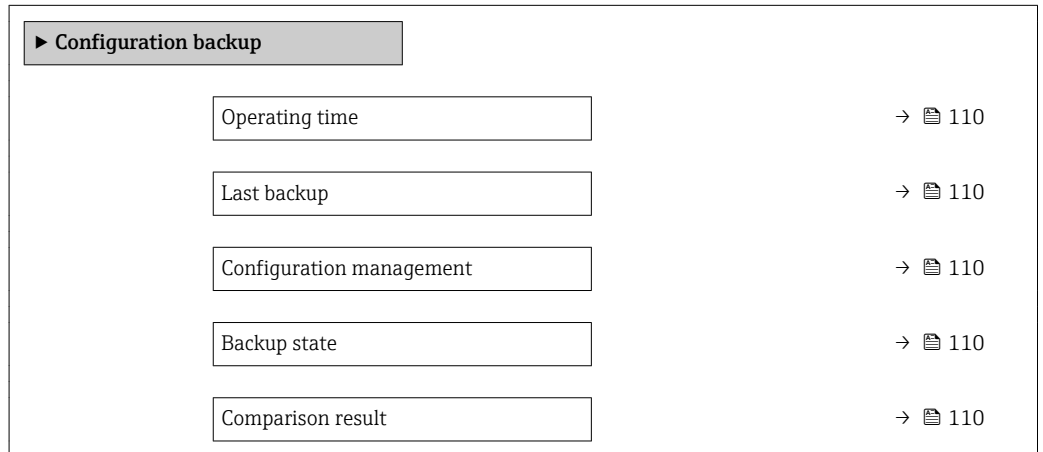 ► Configuration backup
Operating time → 110
Last backup → 110
Configuration management → 110
Backup state → 110
Comparison result → 110